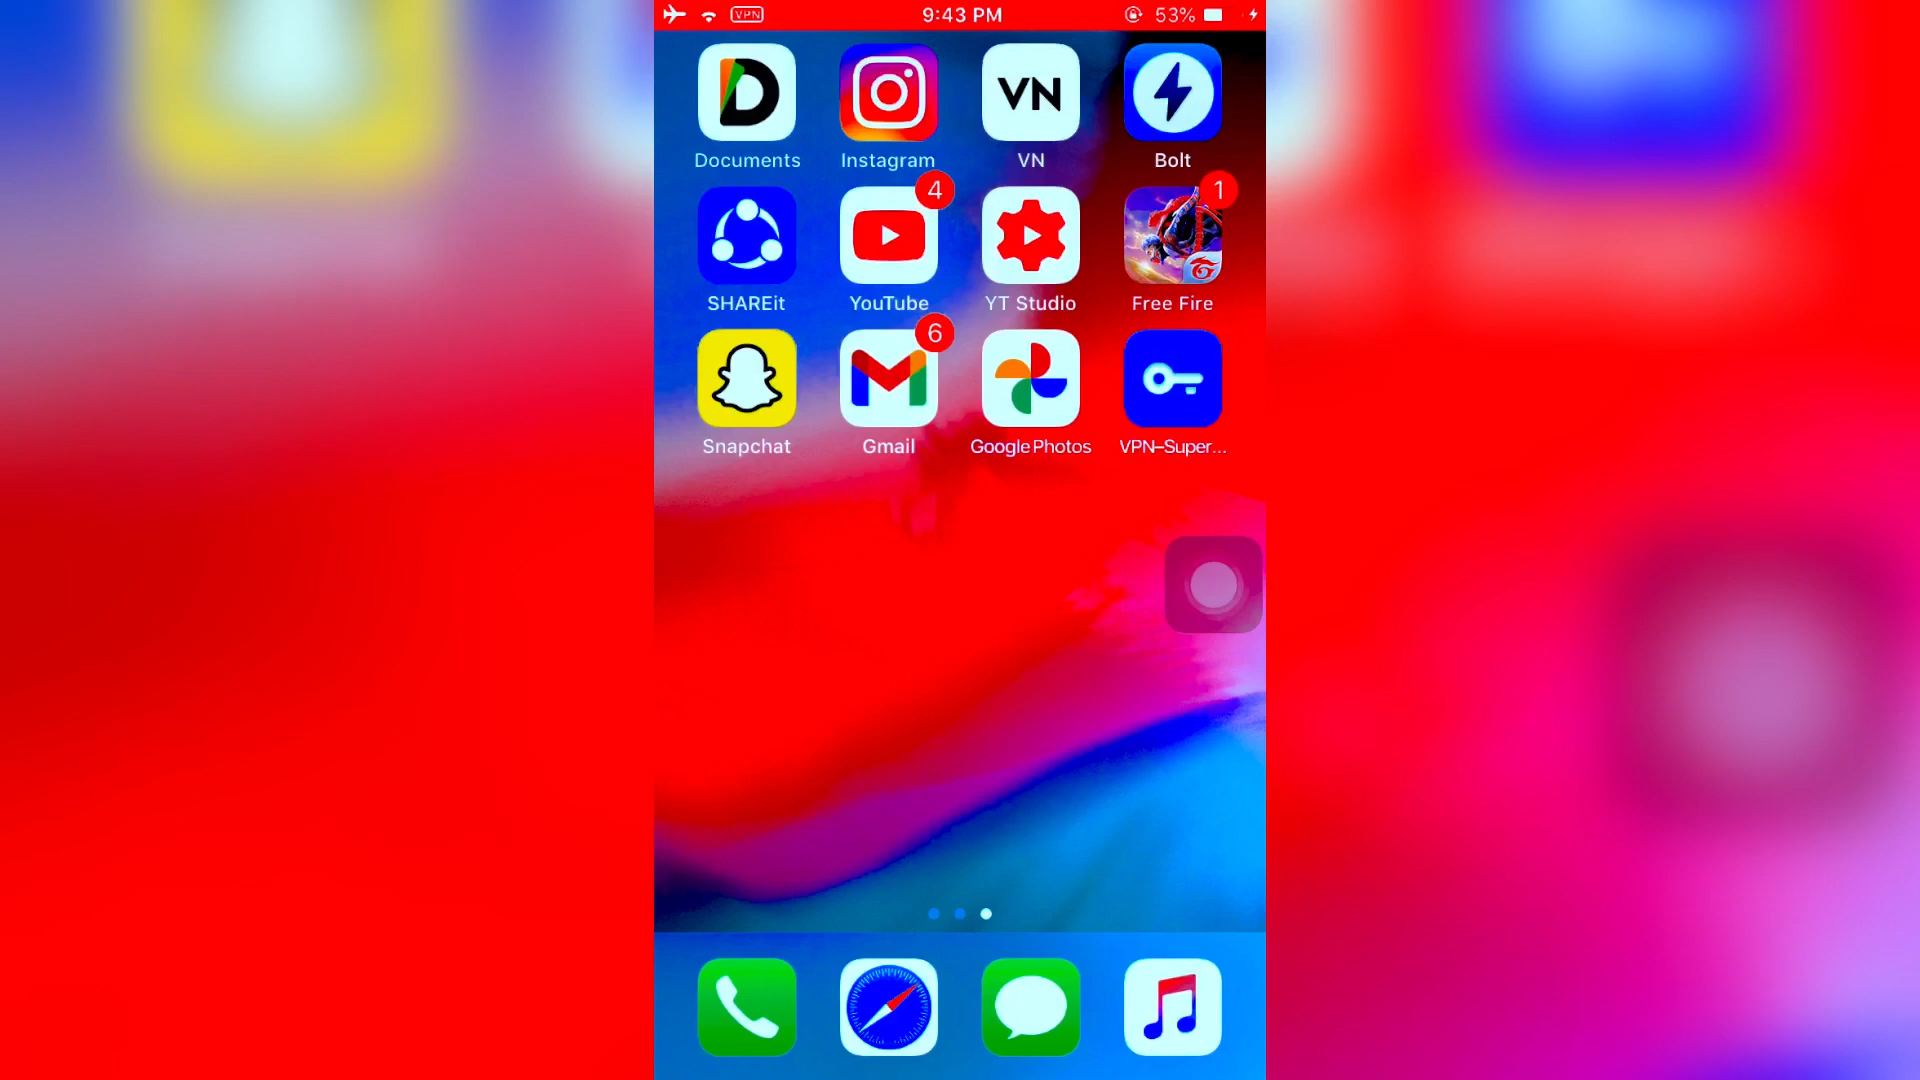 VPN 9:43 PM 53%
VN
Documents Instagram VN Bolt
4 1
SHAREit YouTube YT Studio Free Fire
6
Snapchat Gmail Google Photos VPN–Super...